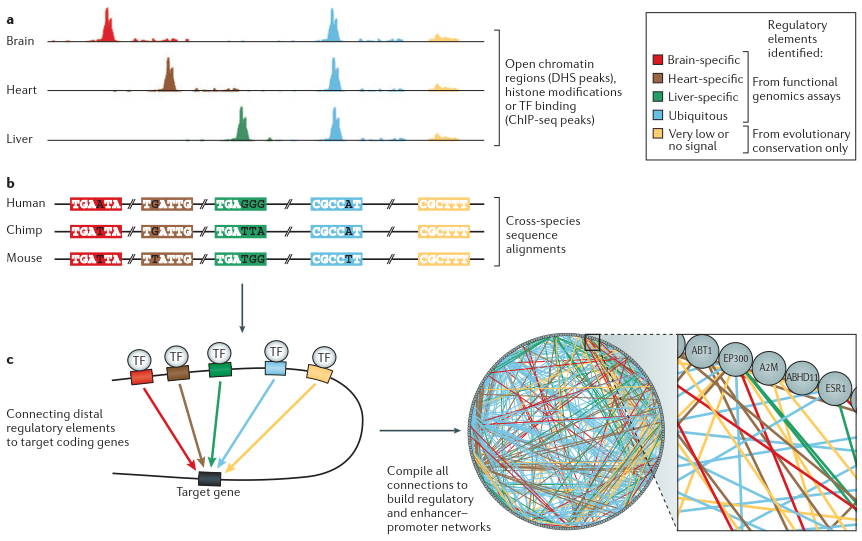 a
Brain
Heart
Liver
Open chromatin
regions (DHS peaks),
histone modifications
or TF binding
(ChIP-seq peaks)
Regulatory
elements
identified:
Brain-specific
Heart-specific
Liver-specific
Ubiquitous
From functional
genomics assays
Very low or
no signal
From evolutionary
conservation only
b
Human TGAATA TGATTG TGAGGG CGCCAT CGCTTT
Chimp TGATTA TGATTG TGATTA CGCCAT CGCTTT
Mouse TGATTA TTATTG TGATGG CGCCTT CGCTTT
Cross-species
sequence
alignments
c
TF TF TF TF TF
Connecting distal
regulatory elements
to target coding genes
Target gene
Compile all
connections to
build regulatory
and enhancer–
promoter networks
ABT1 EP300 A2M ABHD11 ESR1